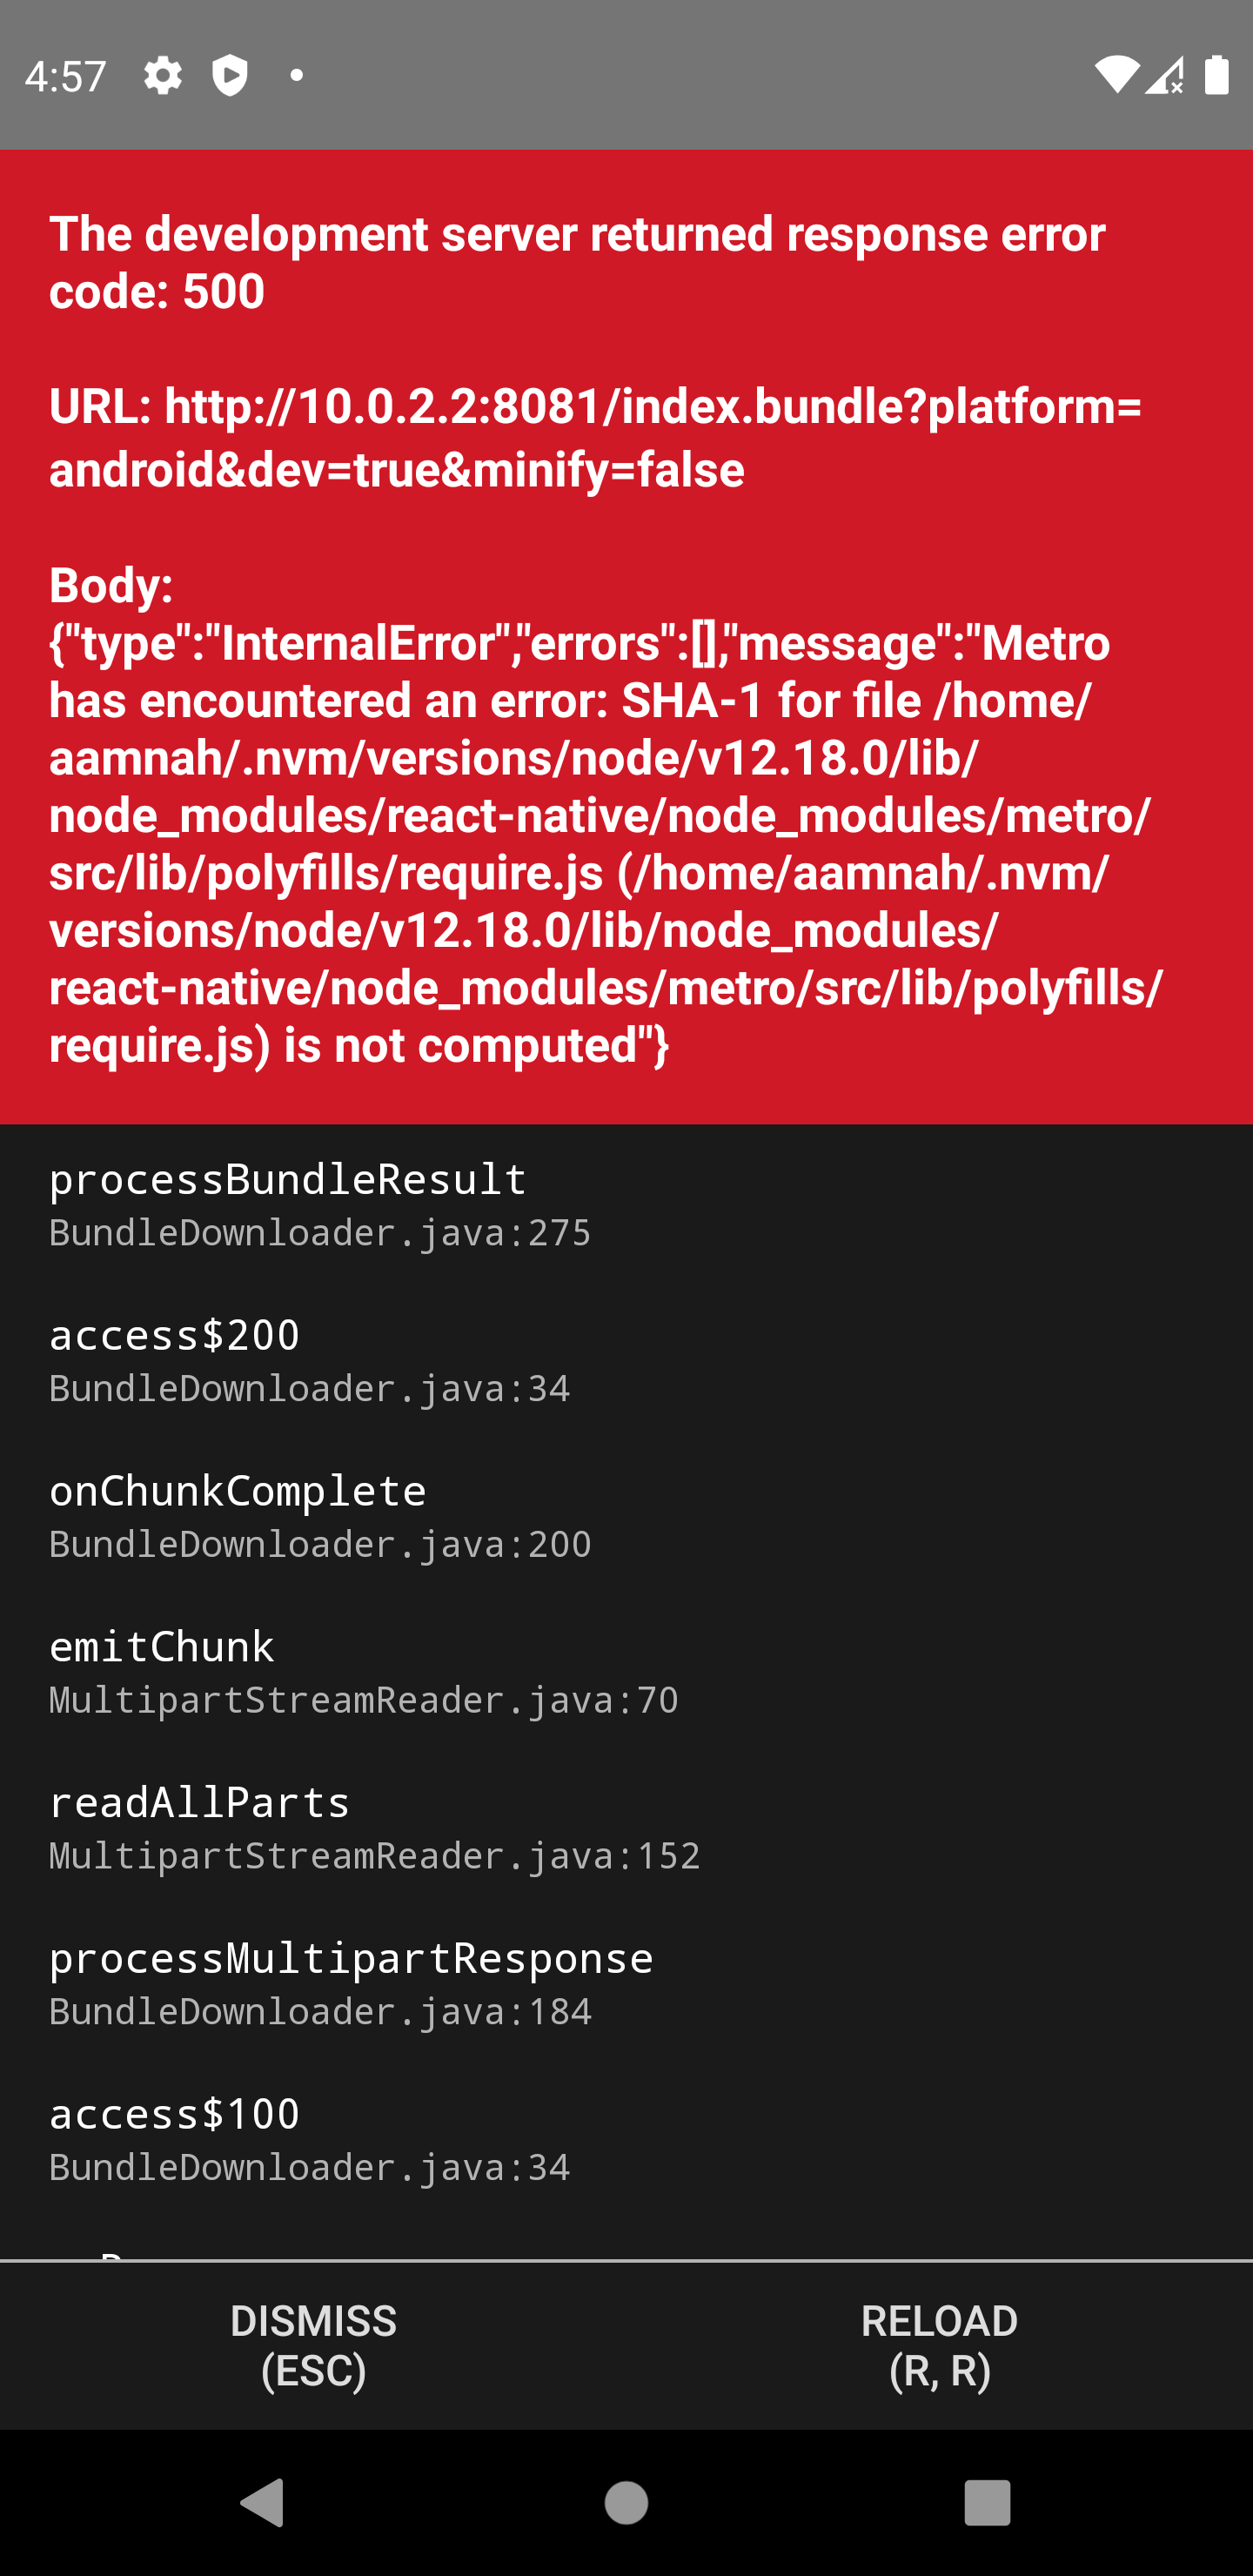 4:57
The development server returned response error
code: 500
URL: http://10.0.2.2:8081/index.bundle?platform=
android&dev=true&minify=false
Body:
{"type":"InternalError","errors":[],"message":"Metro
has encountered an error: SHA-1 for file /home/
aamnah/.nvm/versions/node/v12.18.0/lib/
node_modules/react-native/node_modules/metro/
src/lib/polyfills/require.js (/home/aamnah/.nvm/
versions/node/v12.18.0/lib/node_modules/
react-native/node_modules/metro/src/lib/polyfills/
require.js) is not computed"}
processBundleResult
BundleDownloader.java:275
access$200
BundleDownloader.java:34
onChunkComplete
BundleDownloader.java:200
emitChunk
MultipartStreamReader.java:70
readAllParts
MultipartStreamReader.java:152
processMultipartResponse
BundleDownloader.java:184
access$100
BundleDownloader.java:34
DISMISS
(ESC)
RELOAD
(R, R)